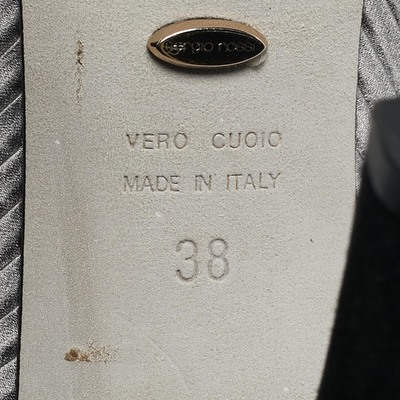 sergio rossi
VERO CUOIO
MADE IN ITALY
38